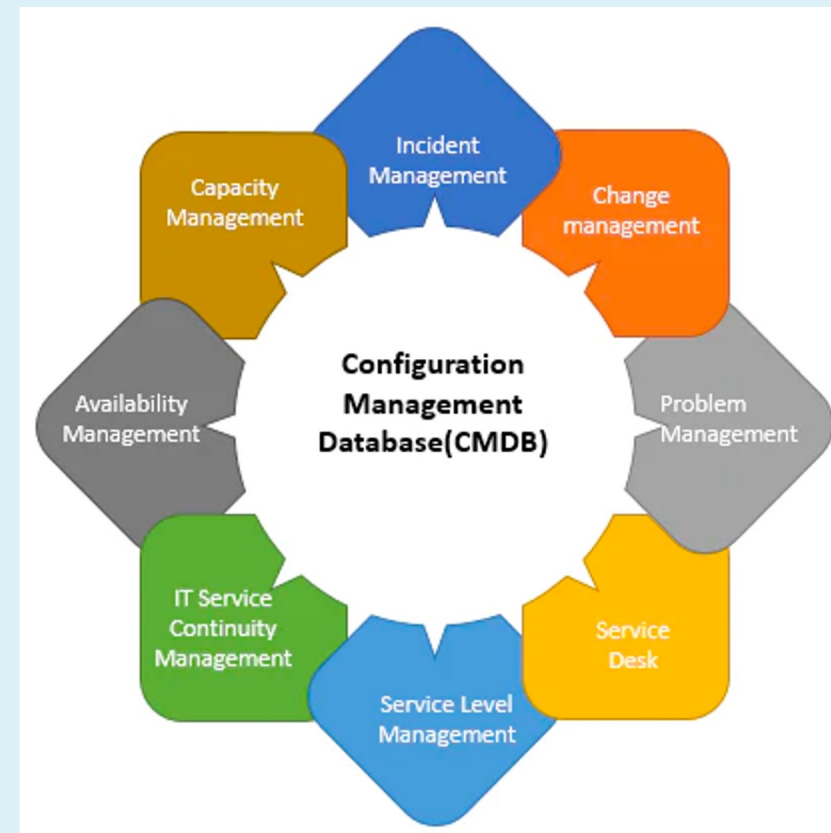 Incident
Management
Change
management
Problem
Management
Service
Desk
Service Level
Management
IT Service
Continuity
Management
Availability
Management
Capacity
Management
Configuration
Management
Database(CMDB)